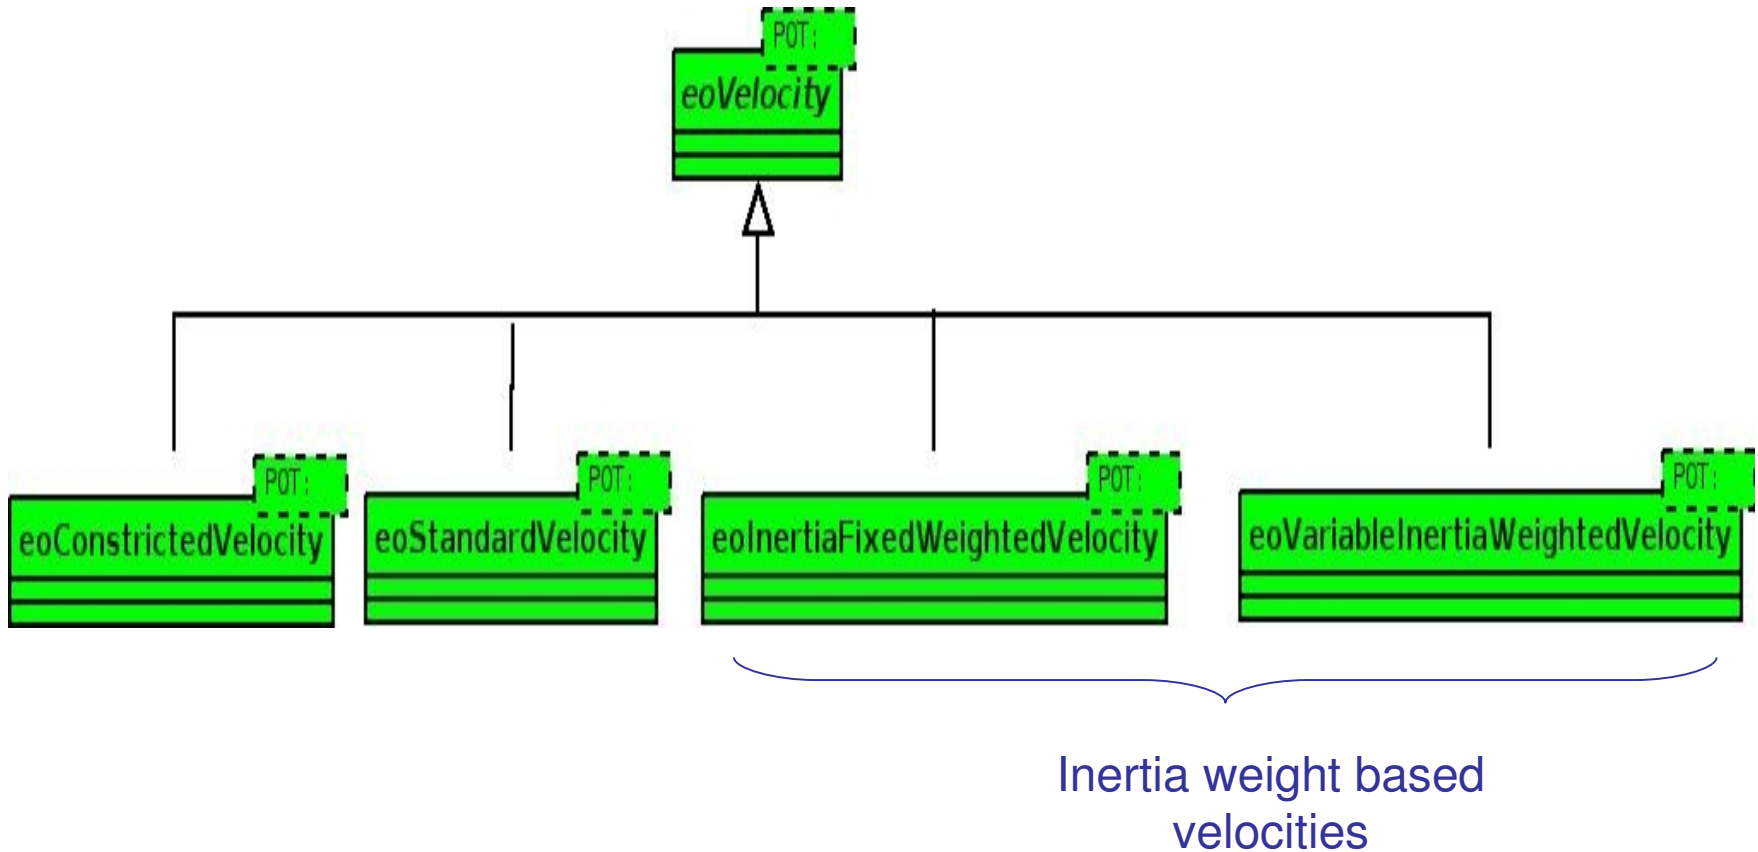 POT:
eoVelocity
POT:
POT:
POT:
POT:
eoConstrictedVelocity
eoStandardVelocity
eoInertiaFixedWeightedVelocity
eoVariableInertiaWeightedVelocity
Inertia weight based
velocities